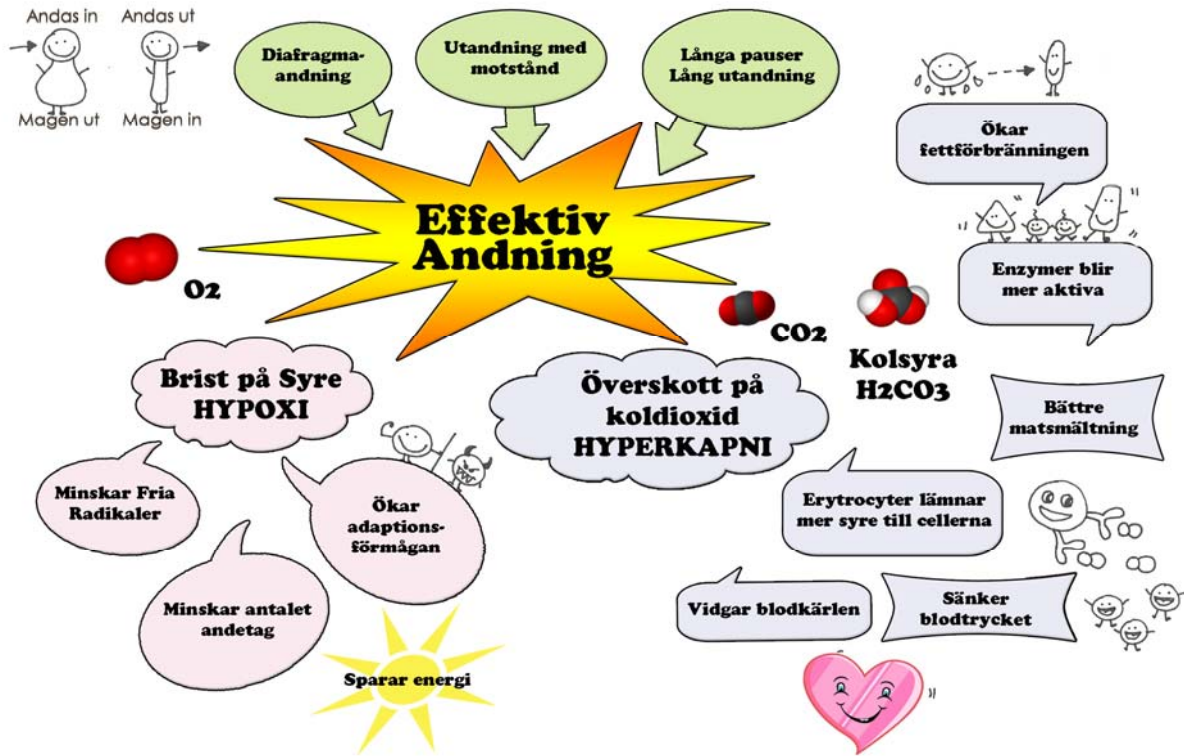 Andas in
Andas ut
Magen ut
Magen in
Diafragma-
andning
Utandning med
motstånd
Långa pauser
Lång utandning
Ökar
fettförbränningen
Effektiv
Andning
Enzymer blir
mer aktiva
O2
CO2
Kolsyra
H2CO3
Brist på Syre
HYPOXI
Överskott på
koldioxid
HYPERKAPNI
Bättre
matsmältning
Minskar Fria
Radikaler
Ökar
adaptions-
förmågan
Erytrocyter lämnar
mer syre till cellerna
Minskar antalet
andetag
Vidgar blodkärlen
Sänker
blodtrycket
Sparar energi